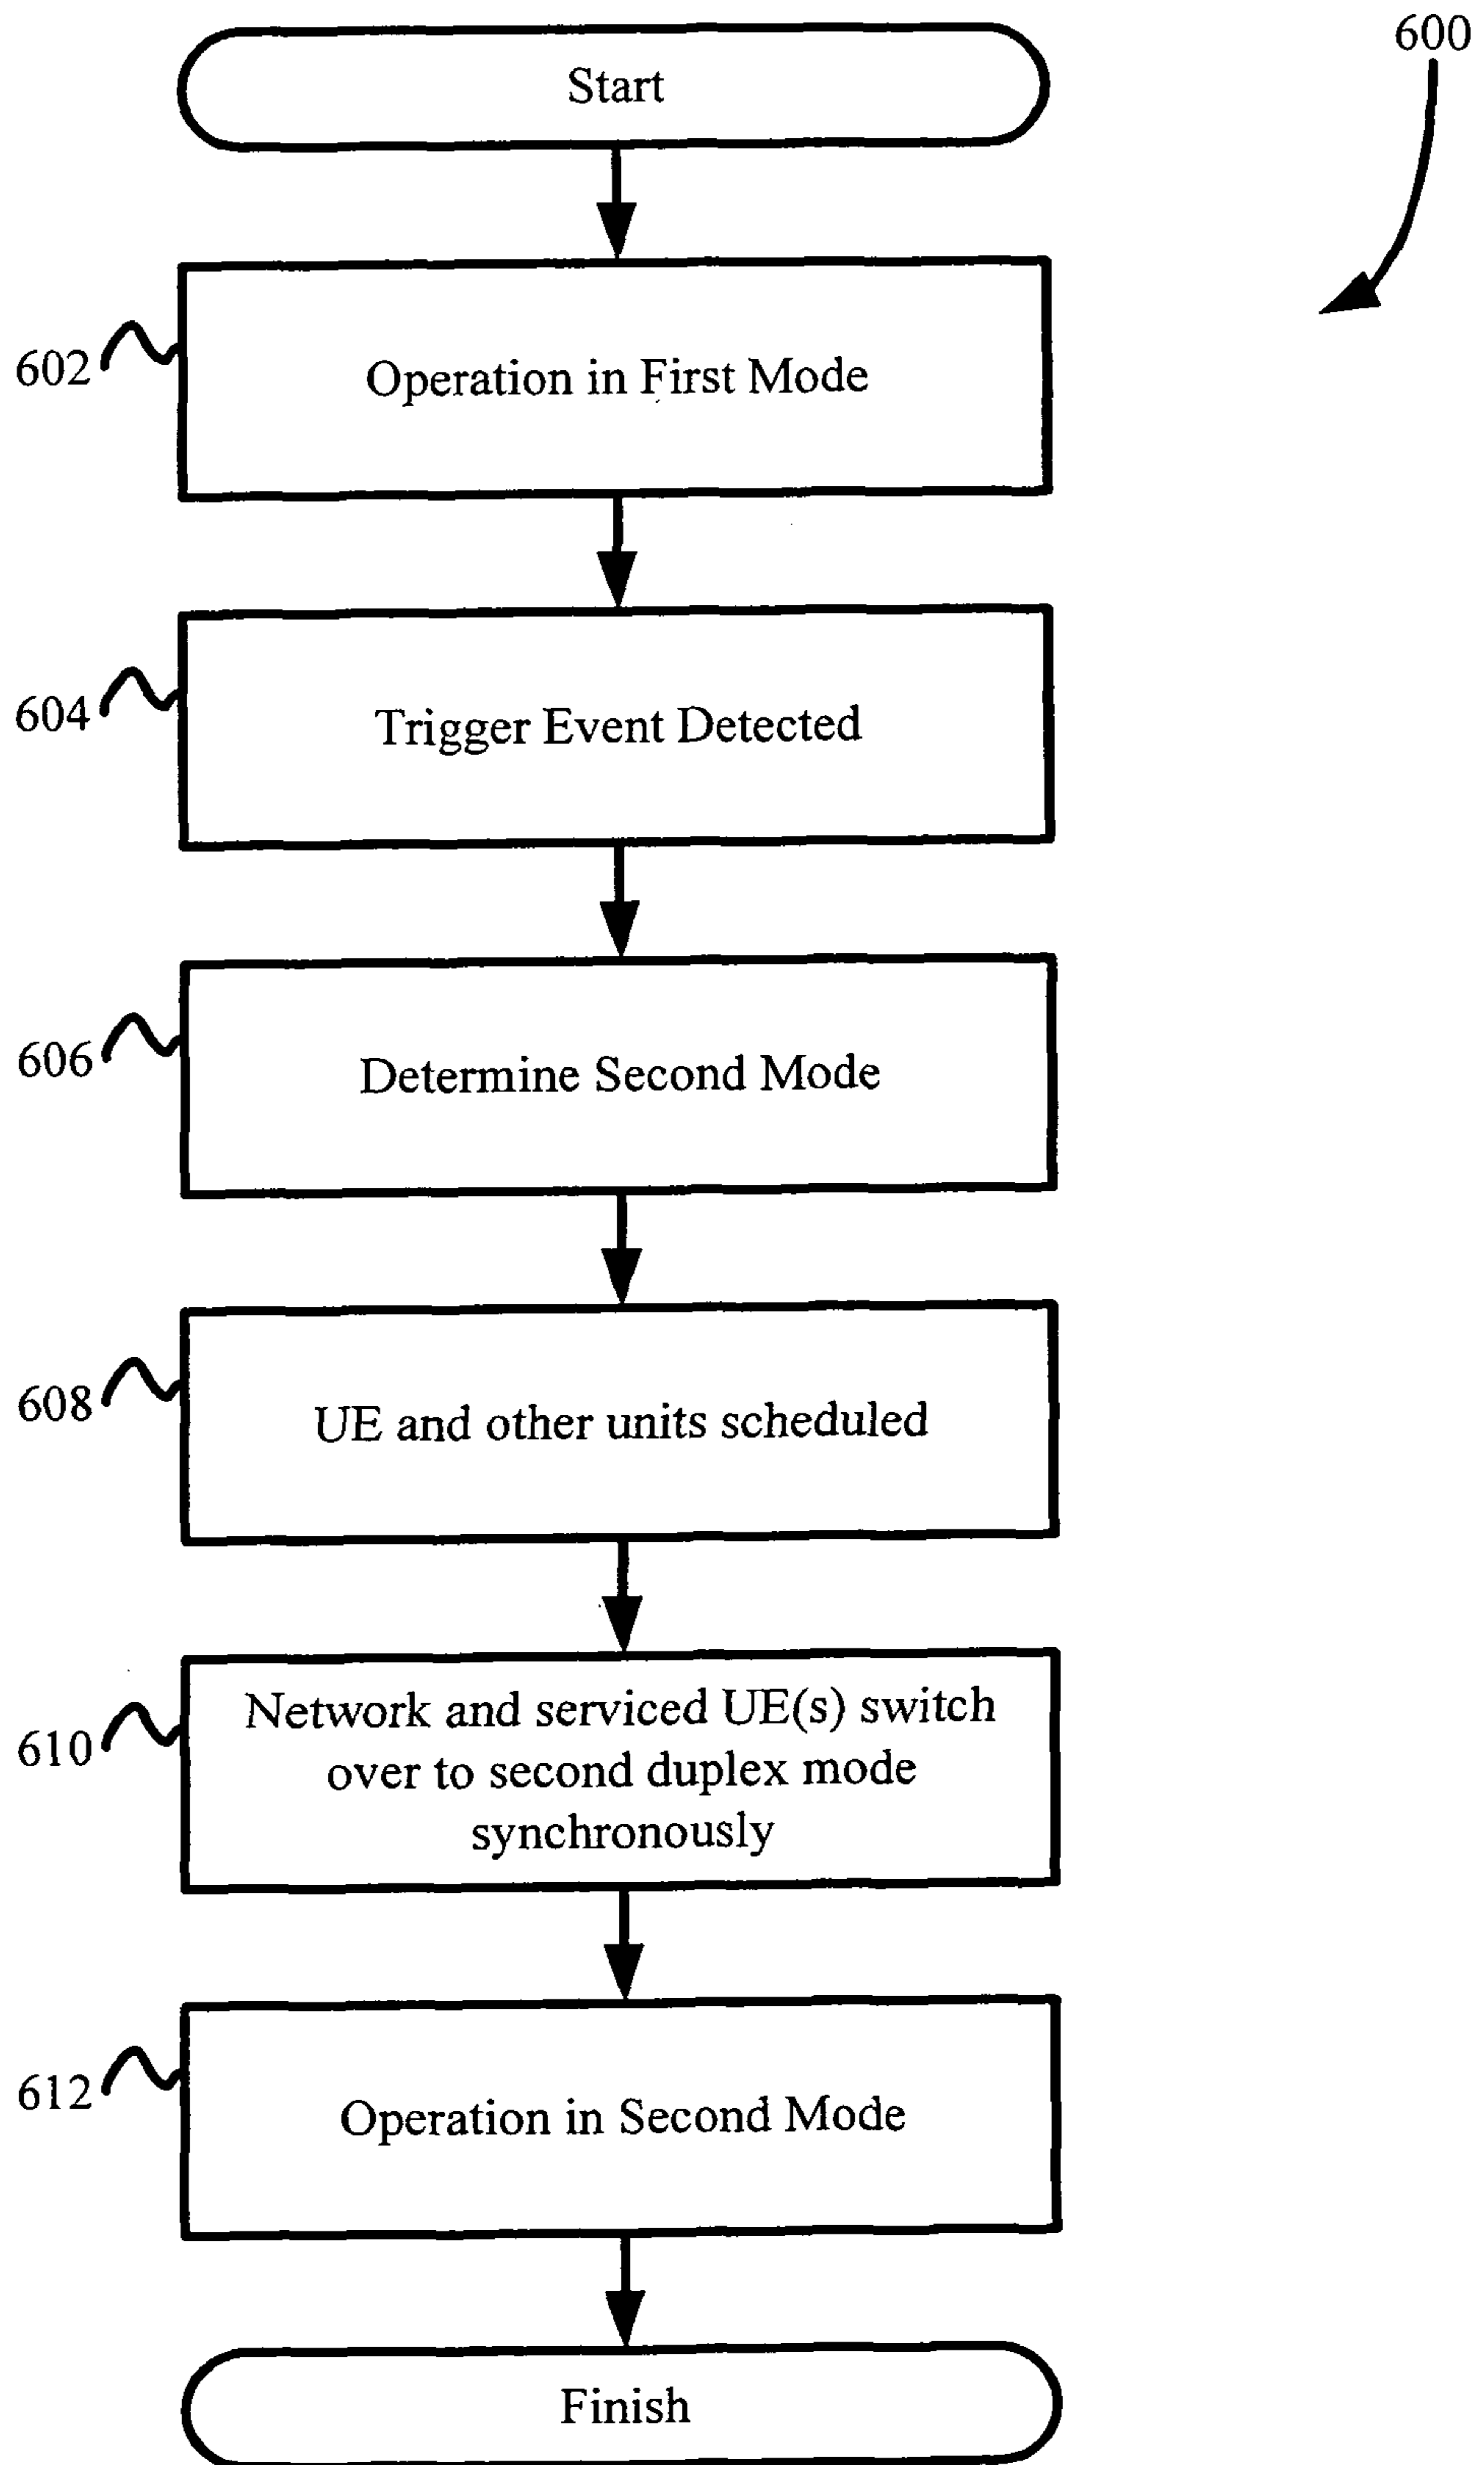 600
Start
602
Operation in First Mode
604
Trigger Event Detected
606
Determine Second Mode
608
UE and other units scheduled
610
Network and serviced UE(s) switch
over to second duplex mode
synchronously
612
Operation in Second Mode
Finish